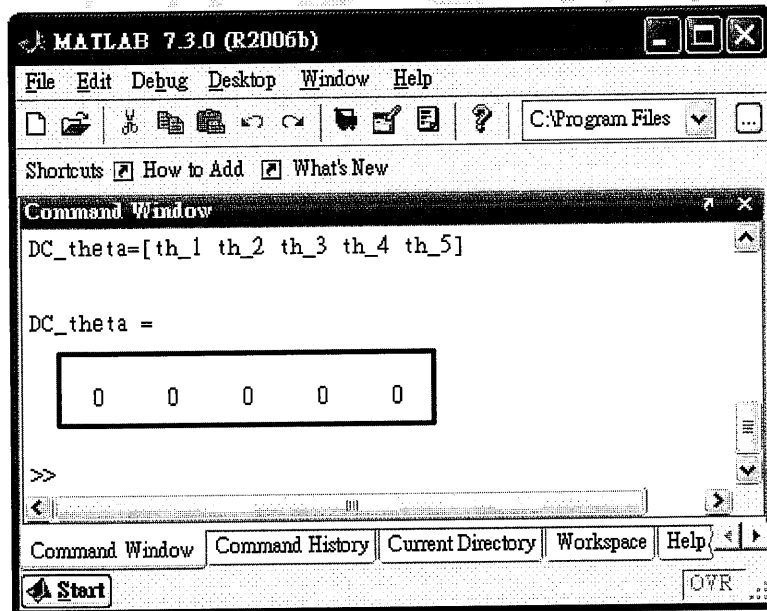 MATLAB 7.3.0 (R2006b)
File Edit Debug Desktop Window Help
C:\Program Files
Shortcuts How to Add What's New
Command Window
DC_theta=[th_1 th_2 th_3 th_4 th_5]
DC_theta =
0 0 0 0 0
>>
Command Window Command History Current Directory Workspace Help
Start OVR